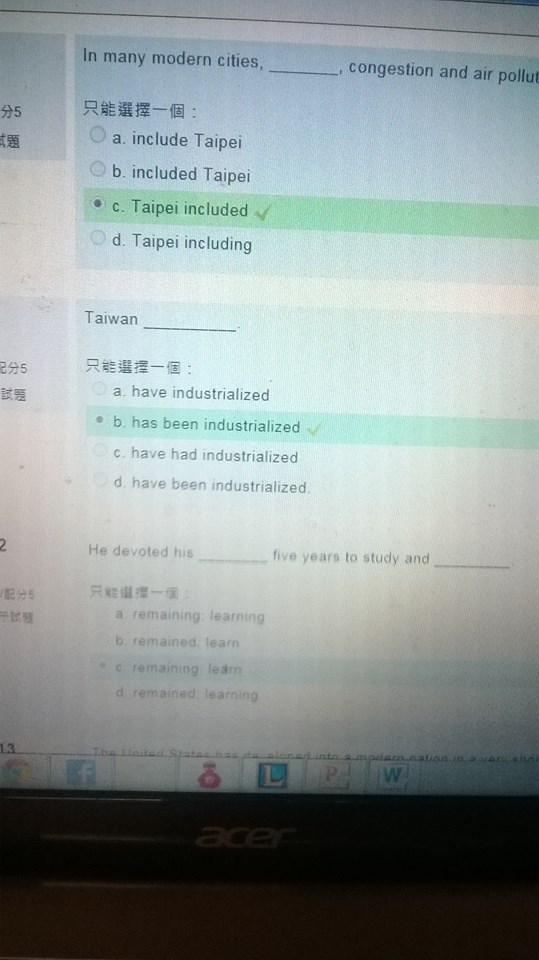 In many modern cities, ________, congestion and air pollut
分5
只能選擇一個：
試題
a. include Taipei
b. included Taipei
c. Taipei included
d. Taipei including
Taiwan ___________.
配分5
只能選擇一個：
試題
a. have industrialized
b. has been industrialized
c. have had industrialized
d. have been industrialized.
2
He devoted his ________ five years to study and _________.
配分5
只能選擇一個：
示試題
a. remaining; learning
b. remained; learn
c. remaining; learn
d. remained; learning
13
The United States has de eloped into a modern nation in a very shor
f
L
P
W
acer